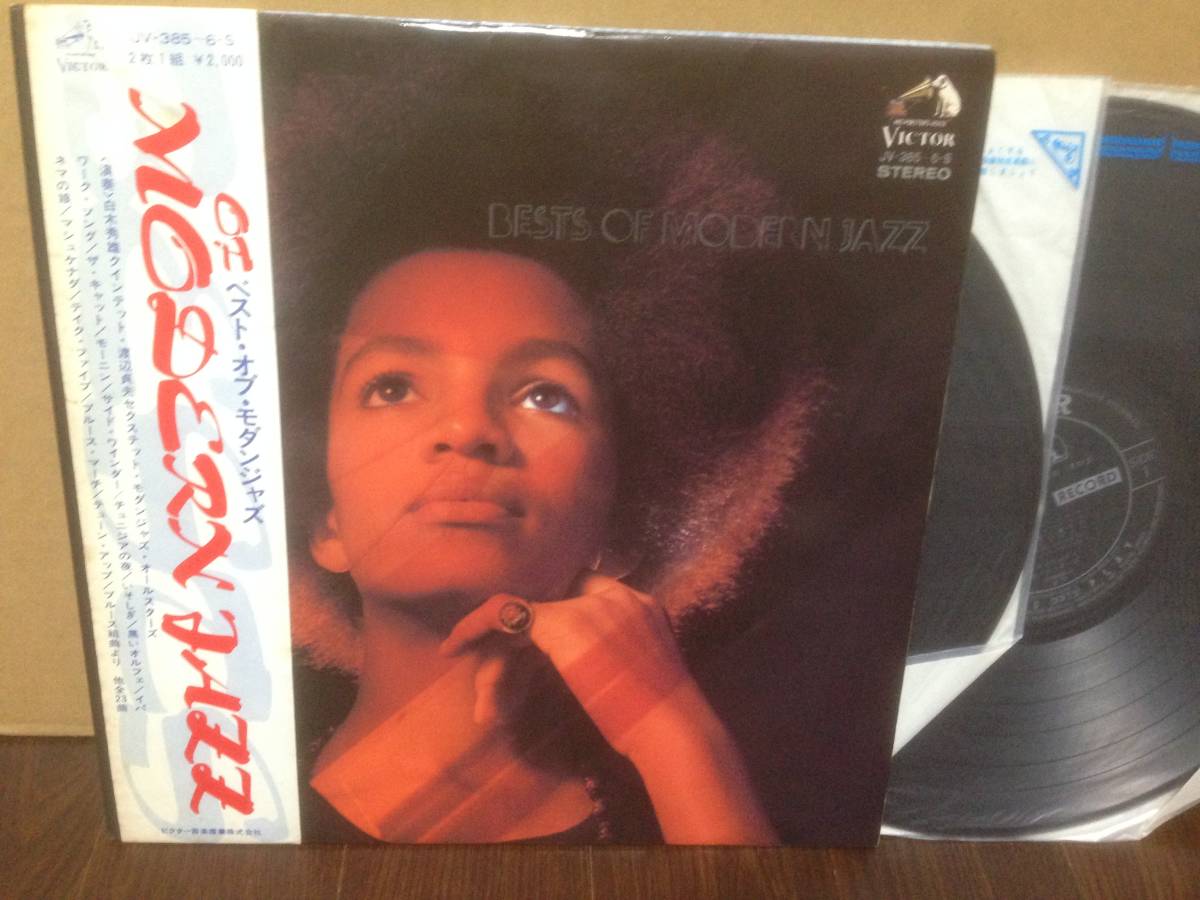 VICTOR
JV-385~6-S
2枚1組 ¥2,000
OF MODERN JAZZ
ベスト・オブ・モダンジャズ
演奏:白木秀雄クインテット・渡辺貞夫セクステット・モダンジャズ・オールスターズ
ワーク・ソング/ザ・キャット/モーニン/サイド・ワインダー/チュニジアの夜/いそしぎ/黒いオルフェ/イパ
ネマの娘/マシュケナダ/テイク・ファイブ/ブルース・マーチ/チューン・アップ/ブルース組曲より 他全23曲
ビクター音楽産業株式会社
VICTOR
JV-385~6-S
STEREO
BESTS OF MODERN JAZZ
RECORD